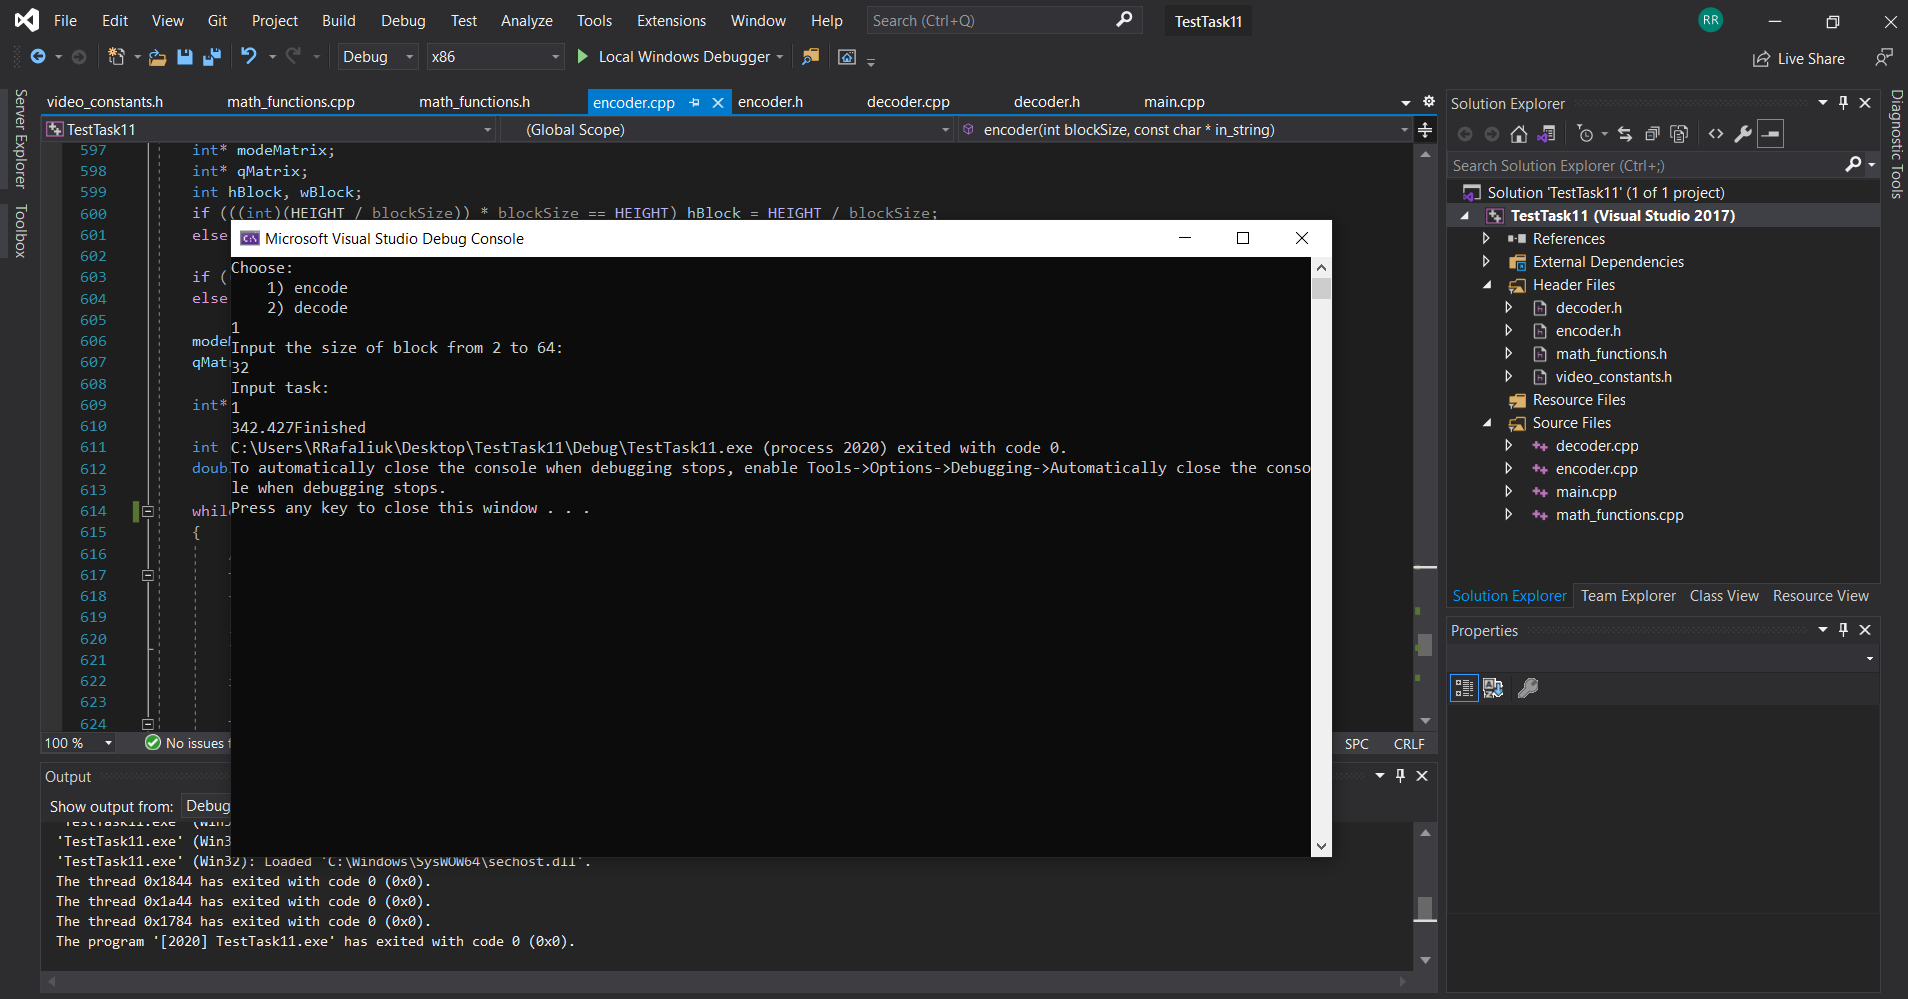 File Edit View Git Project Build Debug Test Analyze Tools Extensions Window Help Search (Ctrl+Q) TestTask11 RR
Debug x86 Local Windows Debugger Live Share
Server Explorer
Toolbox
video_constants.h math_functions.cpp math_functions.h encoder.cpp encoder.h decoder.cpp decoder.h main.cpp
TestTask11 (Global Scope) encoder(int blockSize, const char * in_string)
597 int* modeMatrix;
598 int* qMatrix;
599 int hBlock, wBlock;
600 if (((int)(HEIGHT / blockSize)) * blockSize == HEIGHT) hBlock = HEIGHT / blockSize;
601 else
602
603 if (
604 else
605
606 mode
607 qMat
608
609 int*
610
611 int
612 doub
613
614 while
615 {
616
617
618
619
620
621
622
623
624
Microsoft Visual Studio Debug Console
Choose:
1) encode
2) decode
1
Input the size of block from 2 to 64:
32
Input task:
1
342.427Finished
C:\Users\RRafaliuk\Desktop\TestTask11\Debug\TestTask11.exe (process 2020) exited with code 0.
To automatically close the console when debugging stops, enable Tools->Options->Debugging->Automatically close the conso
le when debugging stops.
Press any key to close this window . . .
100 % No issues SPC CRLF
Output
Show output from: Debug
'TestTask11.exe' (Win3
'TestTask11.exe' (Win3
'TestTask11.exe' (Win32): Loaded 'C:\Windows\SysWOW64\sechost.dll'.
The thread 0x1844 has exited with code 0 (0x0).
The thread 0x1a44 has exited with code 0 (0x0).
The thread 0x1784 has exited with code 0 (0x0).
The program '[2020] TestTask11.exe' has exited with code 0 (0x0).
Solution Explorer
Search Solution Explorer (Ctrl+;)
Solution 'TestTask11' (1 of 1 project)
TestTask11 (Visual Studio 2017)
References
External Dependencies
Header Files
decoder.h
encoder.h
math_functions.h
video_constants.h
Resource Files
Source Files
decoder.cpp
encoder.cpp
main.cpp
math_functions.cpp
Solution Explorer Team Explorer Class View Resource View
Properties
Diagnostic Tools